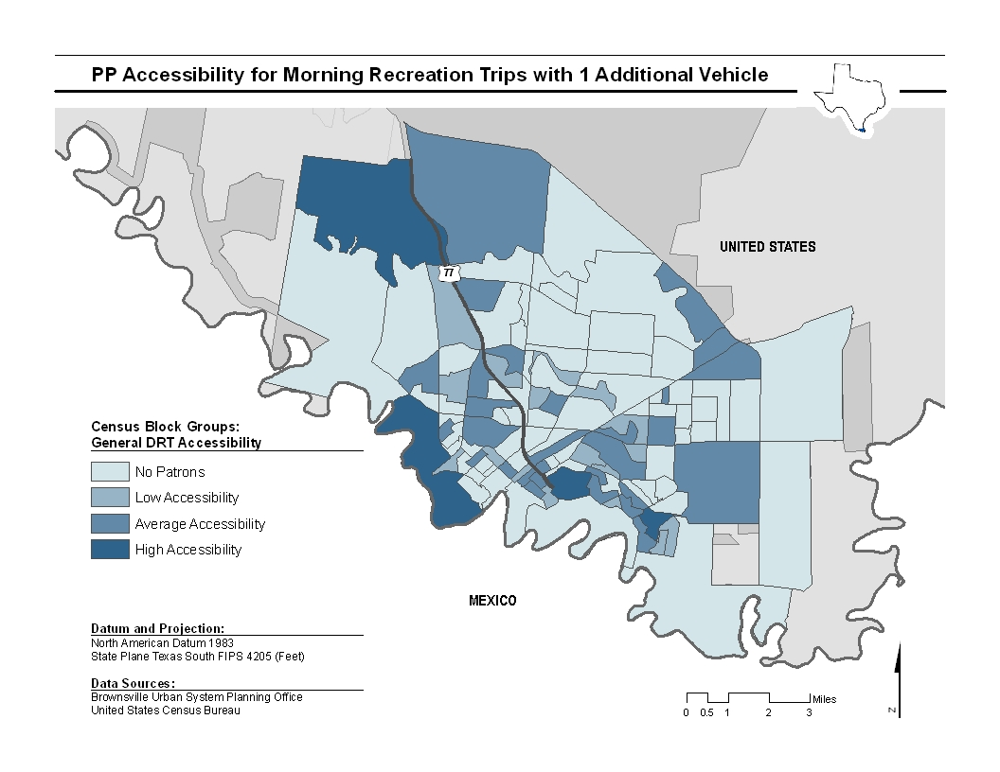 PP Accessibility for Morning Recreation Trips with 1 Additional Vehicle
UNITED STATES
77
Census Block Groups:
General DRT Accessibility
No Patrons
Low Accessibility
Average Accessibility
High Accessibility
MEXICO
Datum and Projection:
North American Datum 1983
State Plane Texas South FIPS 4205 (Feet)
Data Sources:
Brownsville Urban System Planning Office
United States Census Bureau
Miles
0 0.5 1 2 3
N